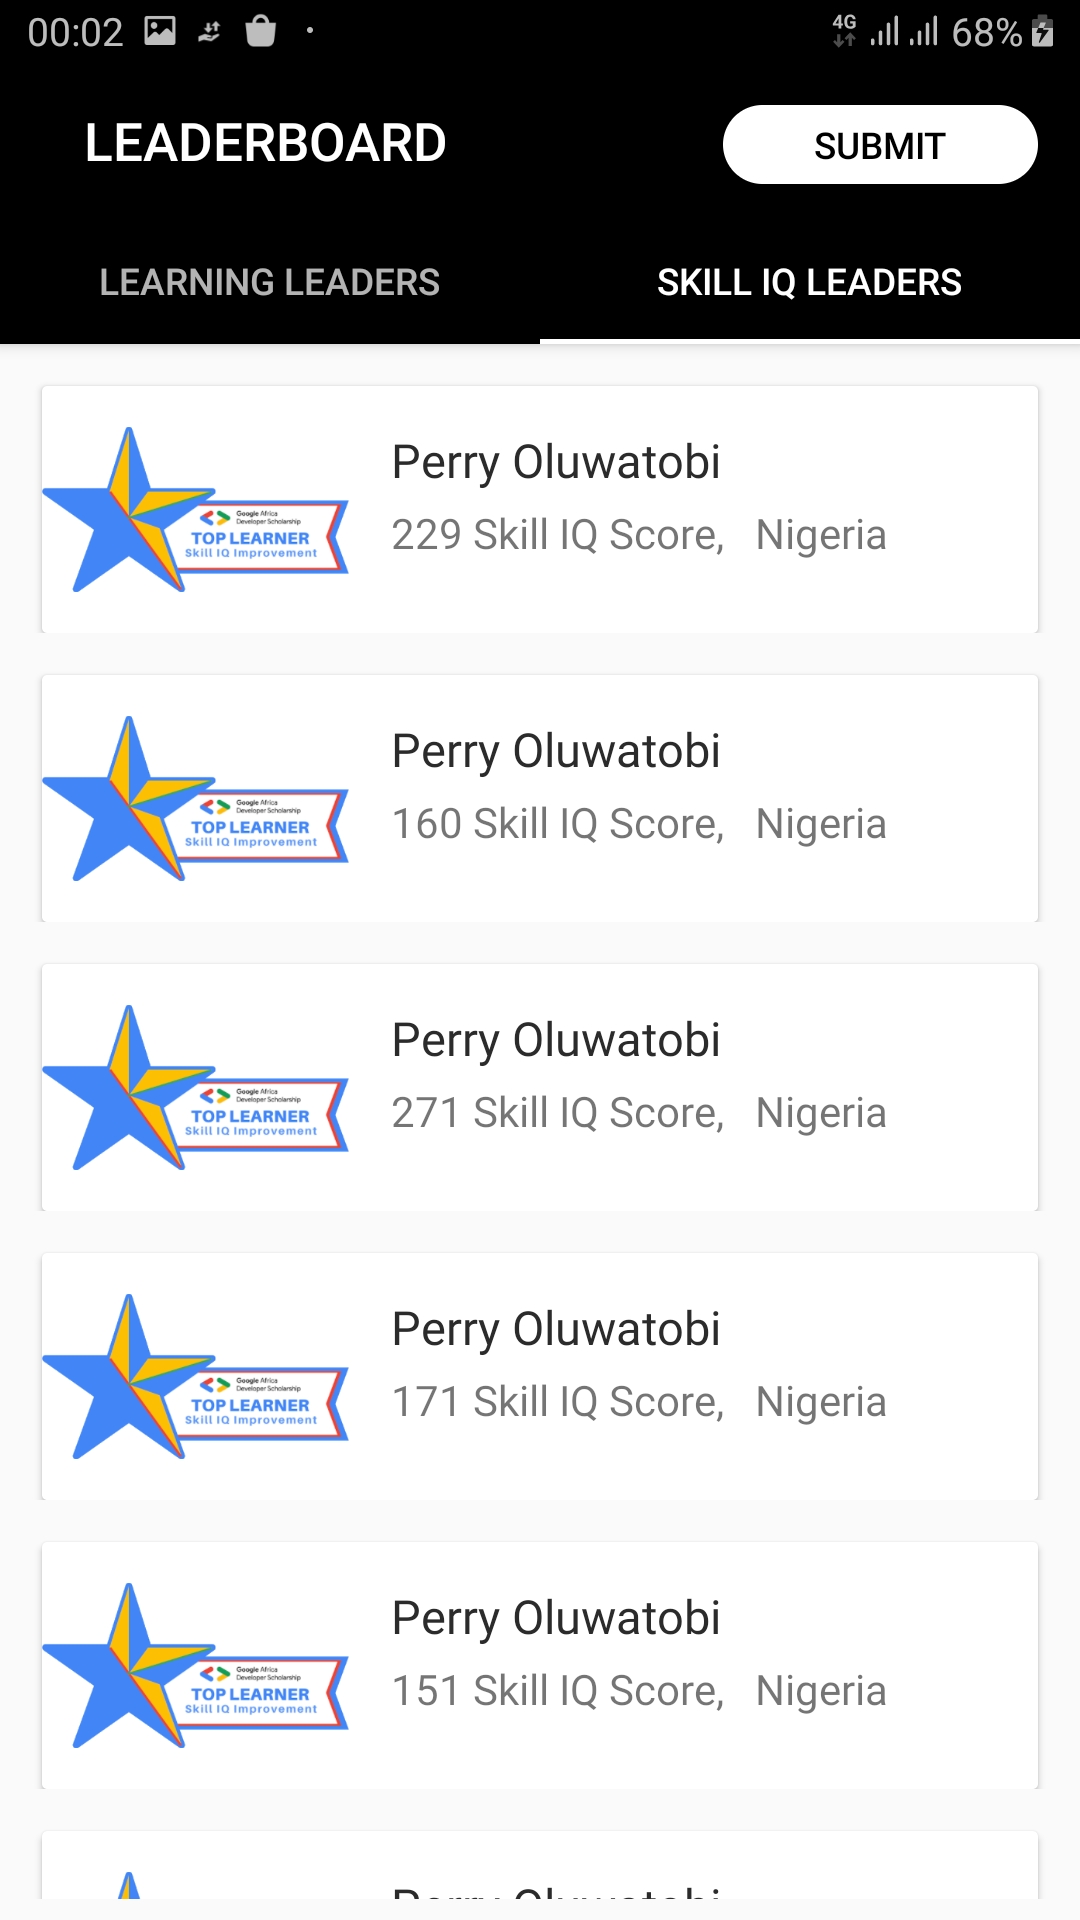 00:02 4G 68%
LEADERBOARD SUBMIT
LEARNING LEADERS SKILL IQ LEADERS
Perry Oluwatobi
229 Skill IQ Score, Nigeria
Google Africa
Developer Scholarship
TOP LEARNER
Skill IQ Improvement
Perry Oluwatobi
160 Skill IQ Score, Nigeria
Google Africa
Developer Scholarship
TOP LEARNER
Skill IQ Improvement
Perry Oluwatobi
271 Skill IQ Score, Nigeria
Google Africa
Developer Scholarship
TOP LEARNER
Skill IQ Improvement
Perry Oluwatobi
171 Skill IQ Score, Nigeria
Google Africa
Developer Scholarship
TOP LEARNER
Skill IQ Improvement
Perry Oluwatobi
151 Skill IQ Score, Nigeria
Google Africa
Developer Scholarship
TOP LEARNER
Skill IQ Improvement
Perry Oluwatobi